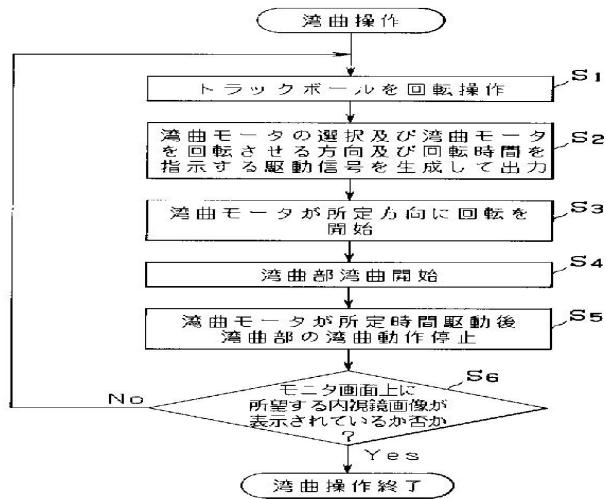 湾曲操作
S1
トラックボールを回転操作
S2
湾曲モータの選択及び湾曲モータ
を回転させる方向及び回転時間を
指示する駆動信号を生成して出力
S3
湾曲モータが所定方向に回転を
開始
S4
湾曲部湾曲開始
S5
湾曲モータが所定時間駆動後
湾曲部の湾曲動作停止
S6
モニタ画面上に
所望する内視鏡画像が
表示されているか否か
?
No
Yes
湾曲操作終了